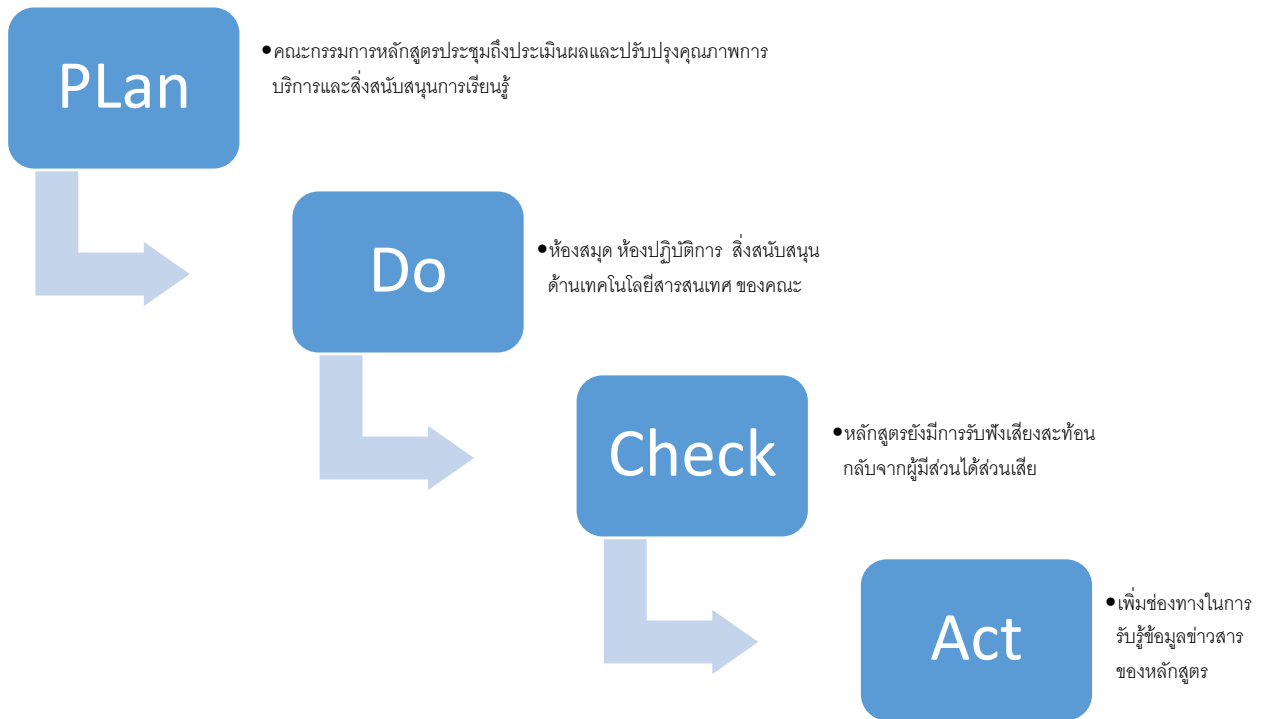 PLan
•คณะกรรมการหลักสูตรประชุมถึงประเมินผลและปรับปรุงคุณภาพการ
บริการและสิ่งสนับสนุนการเรียนรู้
Do
•ห้องสมุด ห้องปฏิบัติการ สิ่งสนับสนุน
ด้านเทคโนโลยีสารสนเทศ ของคณะ
Check
•หลักสูตรยังมีการรับฟังเสียงสะท้อน
กลับจากผู้มีส่วนได้ส่วนเสีย
Act
•เพิ่มช่องทางในการ
รับรู้ข้อมูลข่าวสาร
ของหลักสูตร